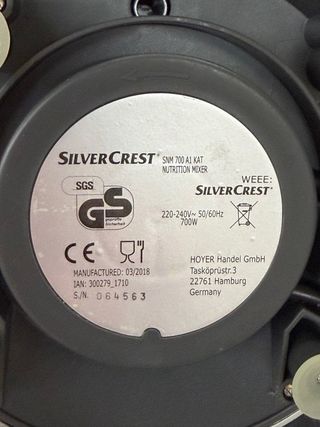 SILVERCREST® SNM 700 A1 KAT
NUTRITION MIXER
SGS
GS
geprüfte
Sicherheit
WEEE:
SILVERCREST®
220-240V~ 50/60Hz
700W
CE
MANUFACTURED: 03/2018
IAN: 300279_1710
S/N. 064563
HOYER Handel GmbH
Tasköprüstr.3
22761 Hamburg
Germany